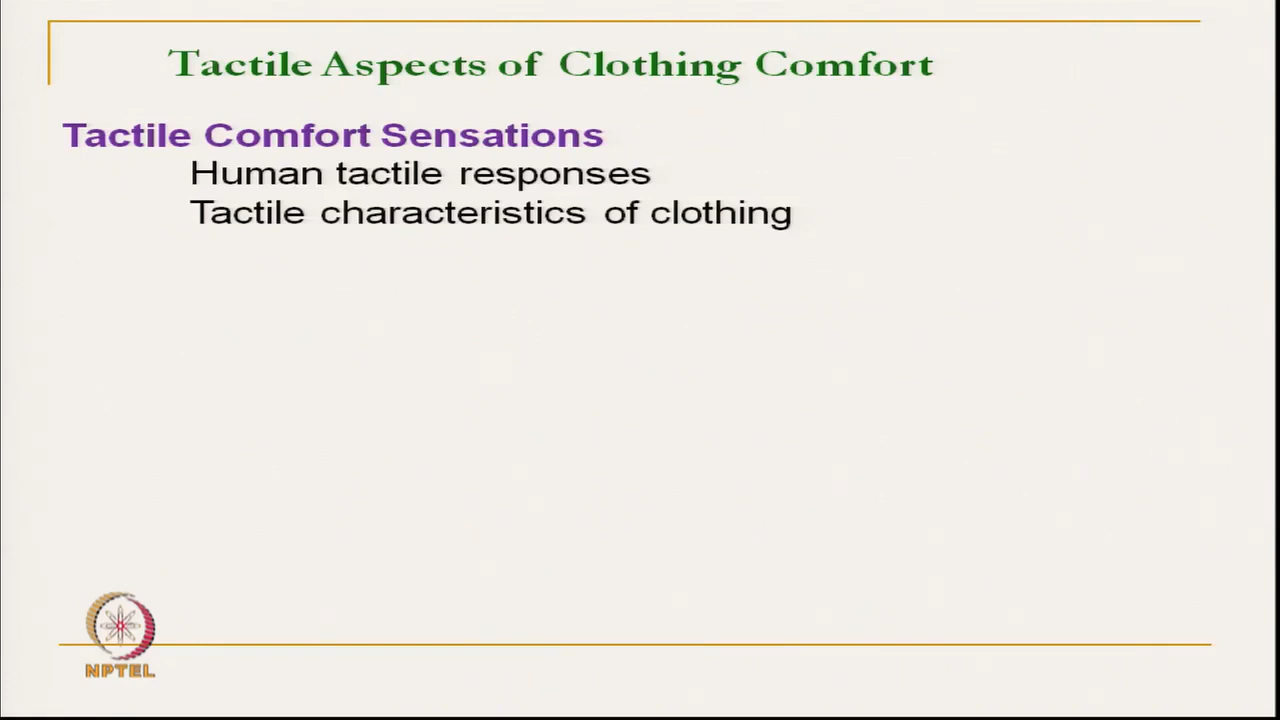 Tactile Aspects of Clothing Comfort
Tactile Comfort Sensations
Human tactile responses
Tactile characteristics of clothing
NPTEL